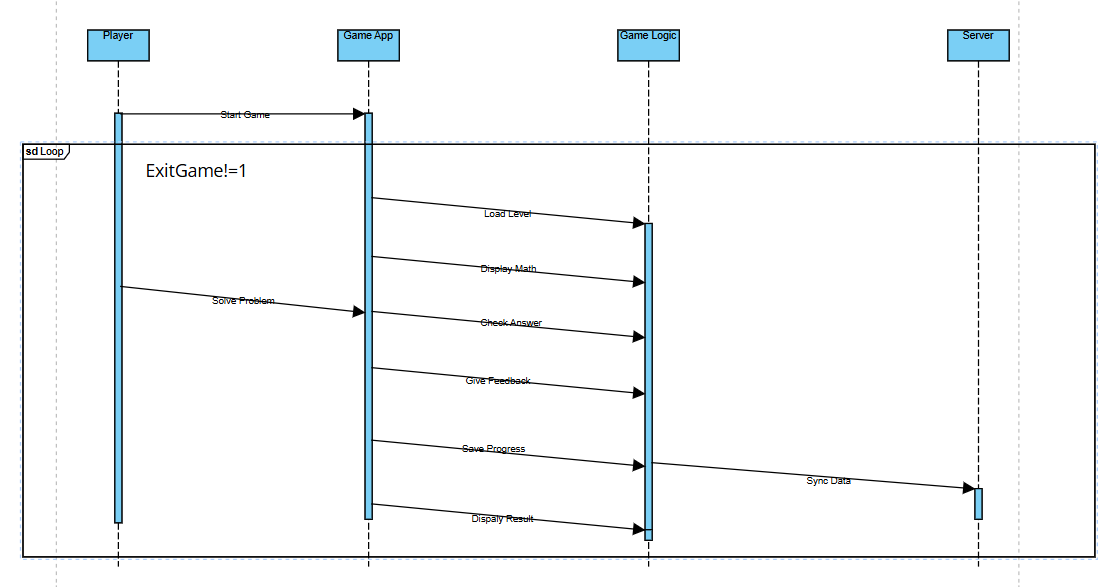 Player
Game App
Game Logic
Server
Start Game
sd Loop
ExitGame!=1
Load Level
Display Math
Solve Problem
Check Answer
Give Feedback
Save Progress
Sync Data
Dispaly Result